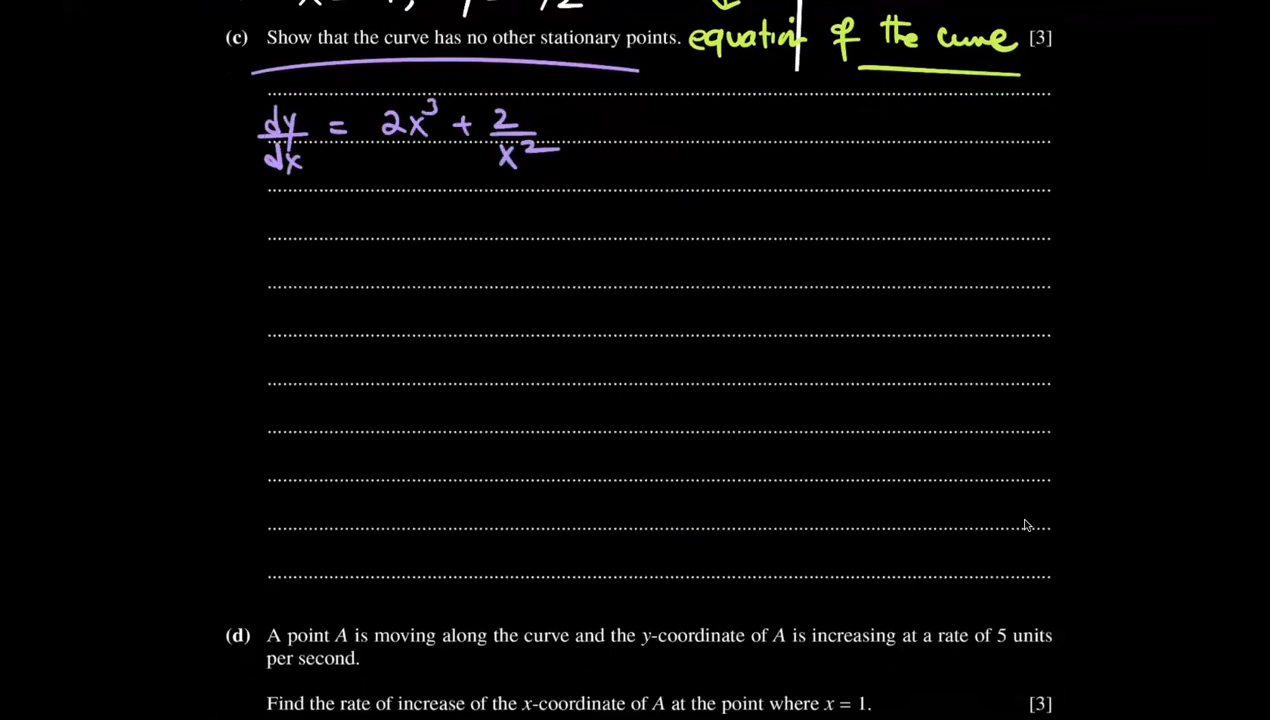 (c) Show that the curve has no other stationary points. equation of the curve [3]
dy/dx = 2x³ + 2/x²
(d) A point A is moving along the curve and the y-coordinate of A is increasing at a rate of 5 units
per second.
Find the rate of increase of the x-coordinate of A at the point where x = 1. [3]